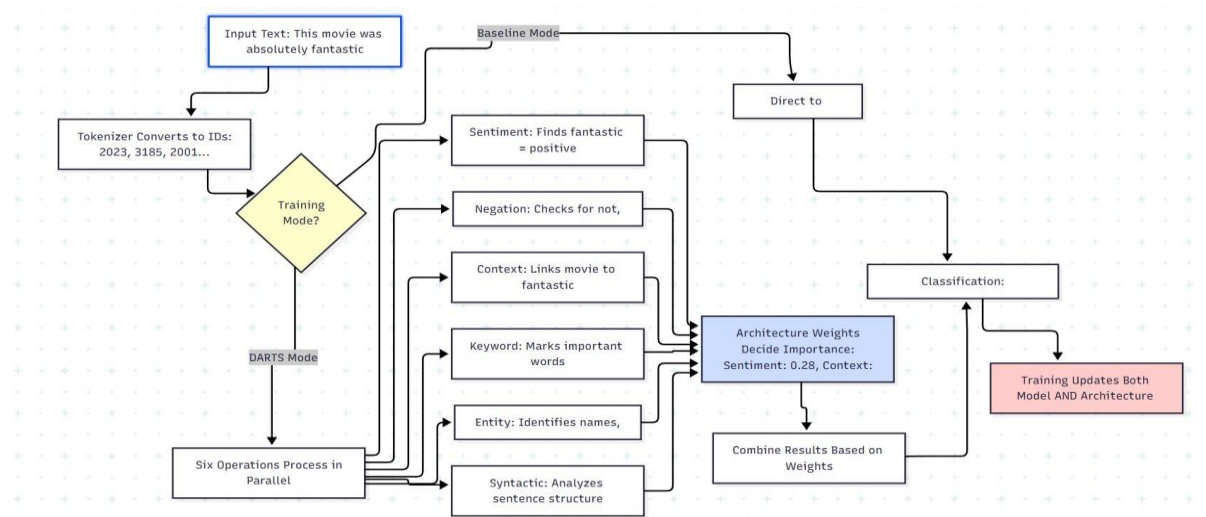 Input Text: This movie was
absolutely fantastic
Baseline Mode
Direct to
Tokenizer Converts to IDs:
2023, 3185, 2001...
Training
Mode?
Sentiment: Finds fantastic
= positive
Negation: Checks for not,
Context: Links movie to
fantastic
Classification:
Architecture Weights
Decide Importance:
Sentiment: 0.28, Context:
Keyword: Marks important
words
DARTS Mode
Training Updates Both
Model AND Architecture
Entity: Identifies names,
Combine Results Based on
Weights
Six Operations Process in
Parallel
Syntactic: Analyzes
sentence structure